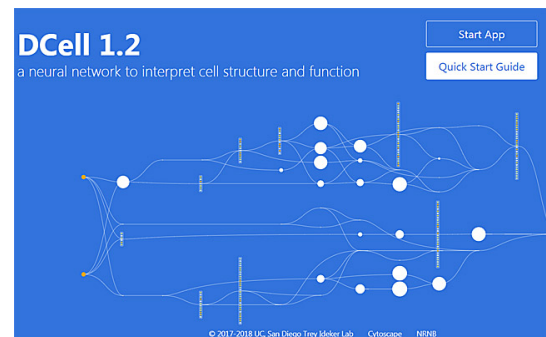 DCell 1.2
a neural network to interpret cell structure and function
Start App
Quick Start Guide
© 2017-2018 UC, San Diego Trey Ideker Lab Cytoscape NRNB